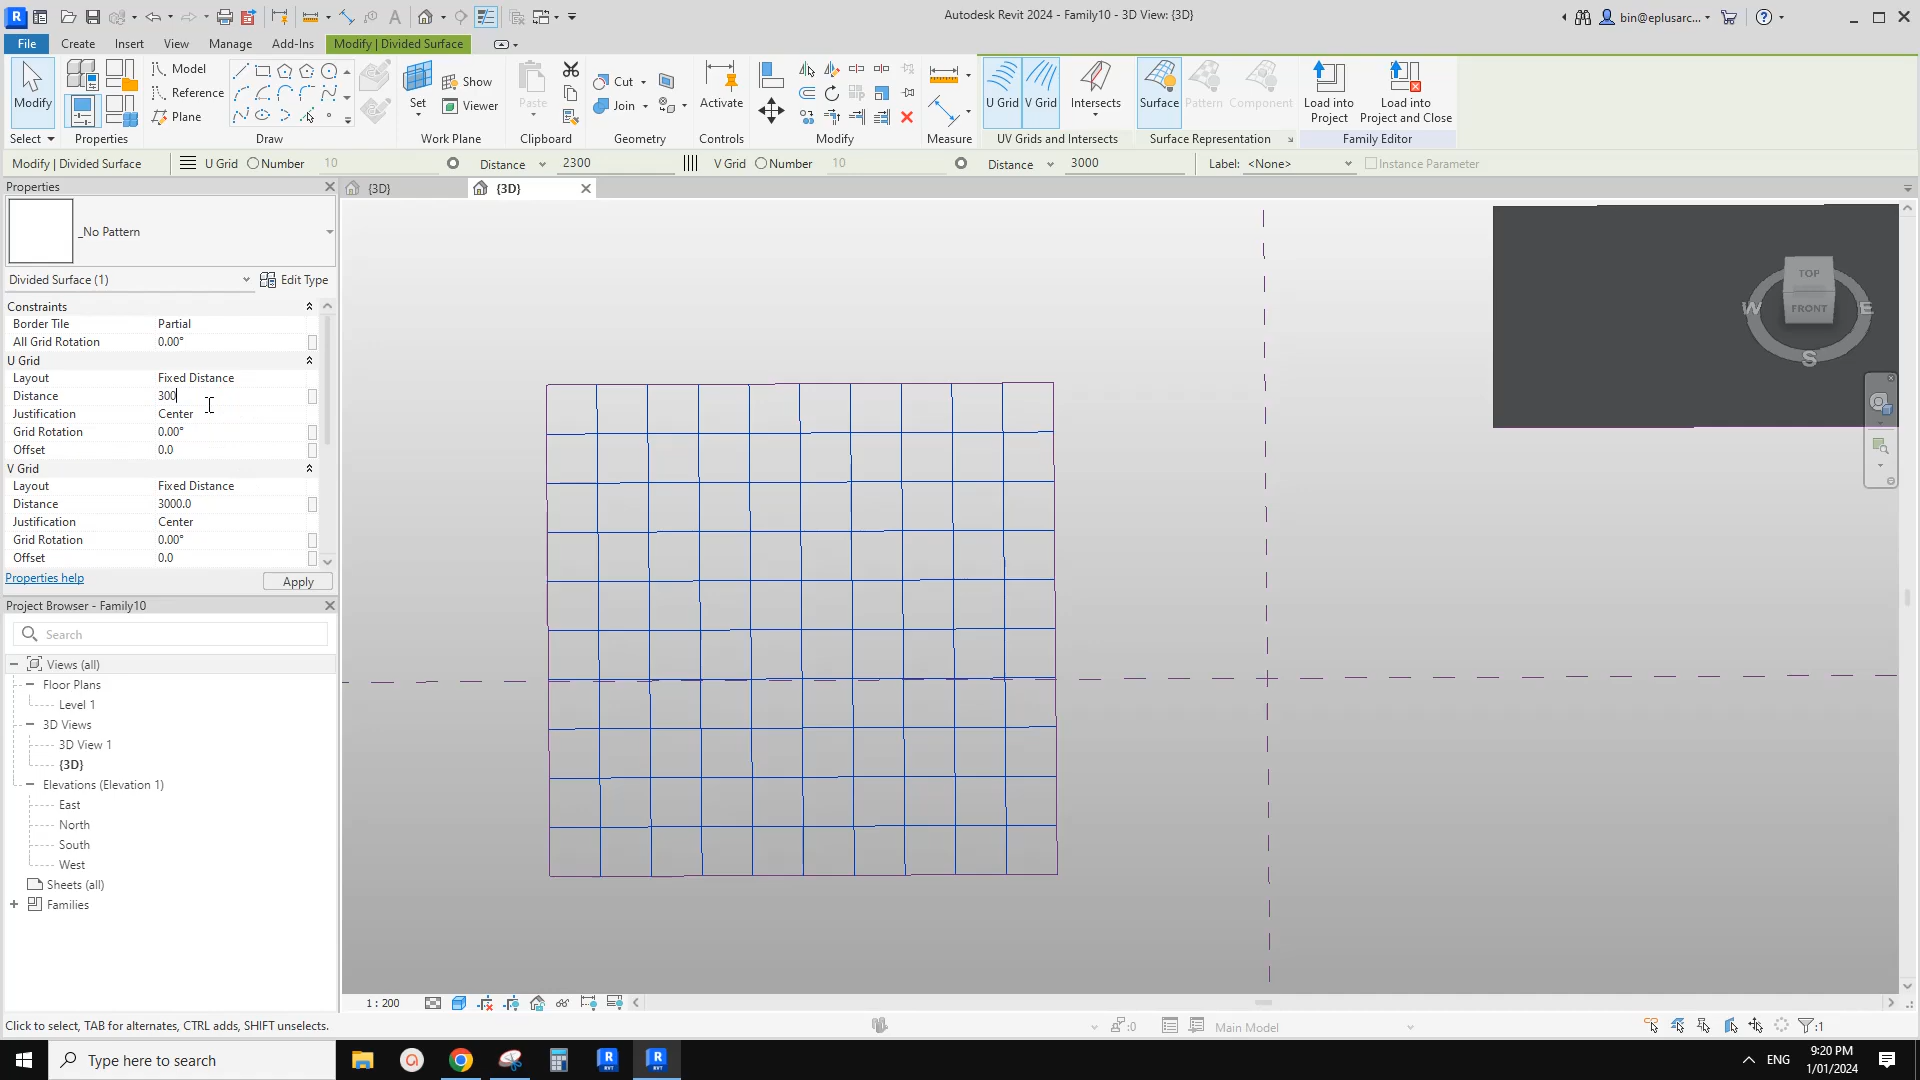 R
Autodesk Revit 2024 - Family10 - 3D View: {3D}
bin@eplusarc...
File
Create
Insert
View
Manage
Add-Ins
Modify | Divided Surface
Modify
Model
Reference
Plane
Set
Show
Viewer
Paste
Cut
Join
Activate
U Grid
V Grid
Intersects
Surface
Pattern
Component
Load into
Project
Load into
Project and Close
Select
Properties
Draw
Work Plane
Clipboard
Geometry
Controls
Modify
Measure
UV Grids and Intersects
Surface Representation
Family Editor
Modify | Divided Surface
U Grid
Number
10
Distance
2300
V Grid
Number
10
Distance
3000
Label:
<None>
Instance Parameter
Properties
{3D}
{3D}
_No Pattern
Divided Surface (1)
Edit Type
Constraints
Border Tile
Partial
All Grid Rotation
0.00°
U Grid
Layout
Fixed Distance
Distance
300
Justification
Center
Grid Rotation
0.00°
Offset
0.0
V Grid
Layout
Fixed Distance
Distance
3000.0
Justification
Center
Grid Rotation
0.00°
Offset
0.0
Properties help
Apply
TOP
FRONT
W
E
S
Project Browser - Family10
Search
Views (all)
Floor Plans
Level 1
3D Views
3D View 1
{3D}
Elevations (Elevation 1)
East
North
South
West
Sheets (all)
Families
1 : 200
Click to select, TAB for alternates, CTRL adds, SHIFT unselects.
:0
Main Model
:1
Type here to search
ENG
9:20 PM
1/01/2024